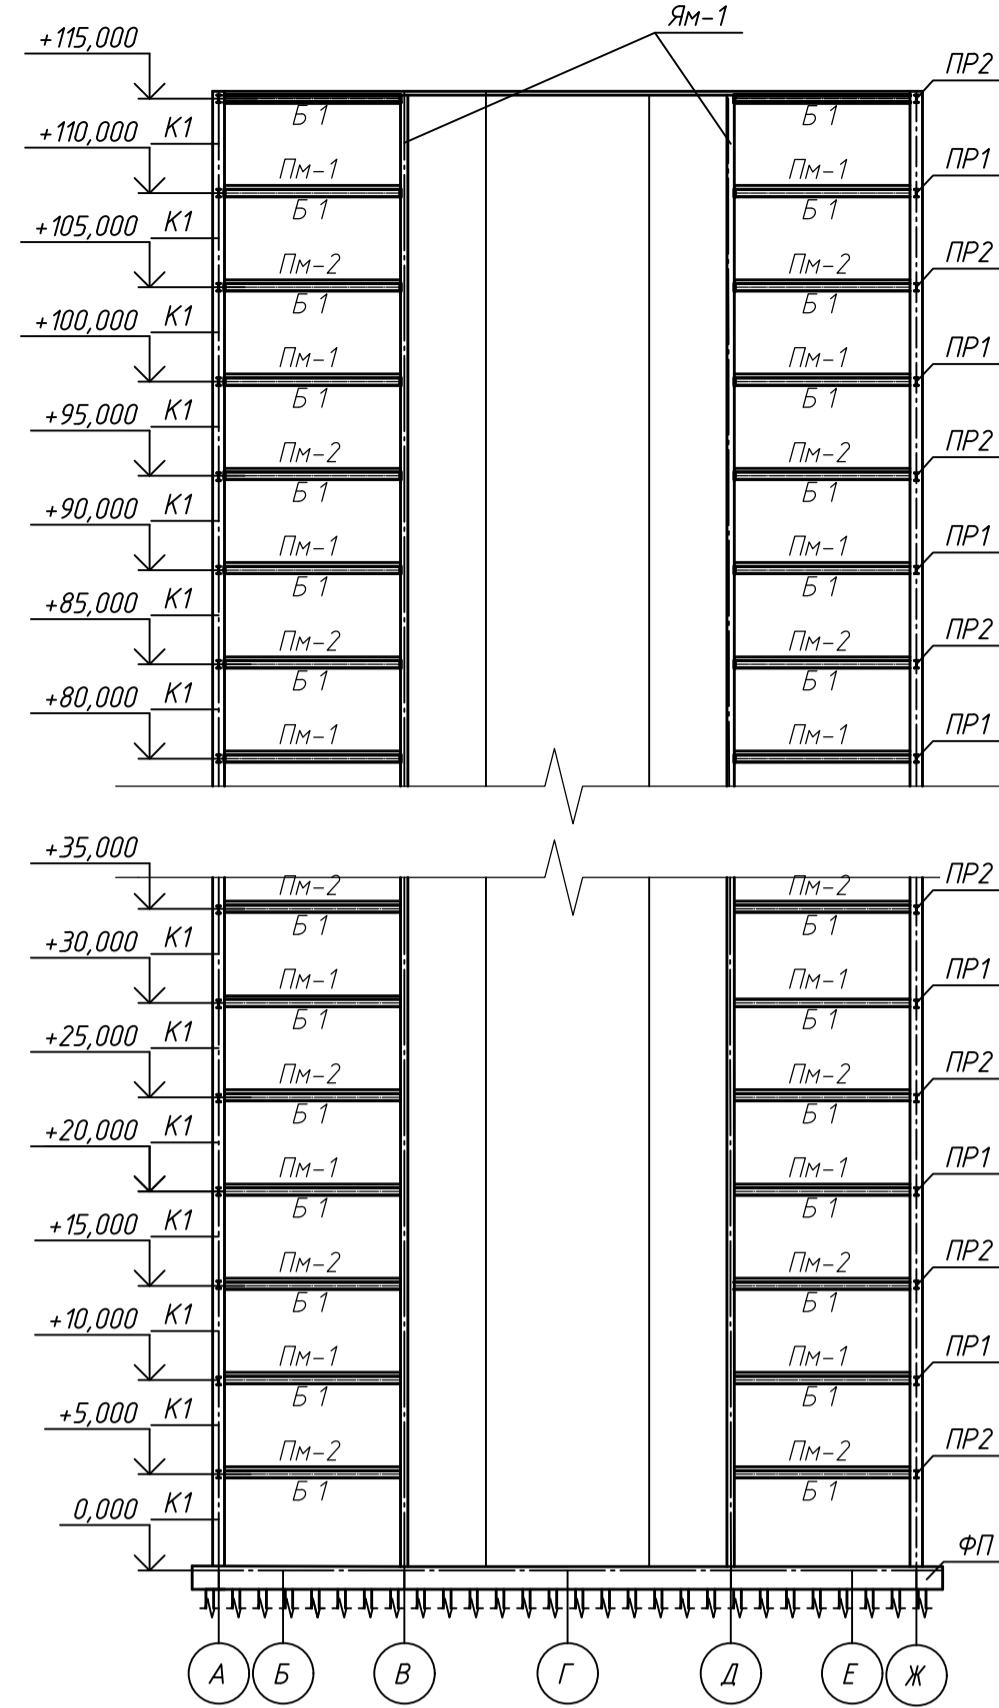 Ям-1
+115,000
ПР2
Б 1
Б 1
+110,000
К1
Пм-1
Пм-1
ПР1
Б 1
Б 1
+105,000
К1
Пм-2
Пм-2
ПР2
Б 1
Б 1
+100,000
К1
Пм-1
Пм-1
ПР1
Б 1
Б 1
+95,000
К1
Пм-2
Пм-2
ПР2
Б 1
Б 1
+90,000
К1
Пм-1
Пм-1
ПР1
Б 1
Б 1
+85,000
К1
Пм-2
Пм-2
ПР2
Б 1
Б 1
+80,000
К1
Пм-1
Пм-1
ПР1
+35,000
Пм-2
Пм-2
ПР2
Б 1
Б 1
+30,000
К1
Пм-1
Пм-1
ПР1
Б 1
Б 1
+25,000
К1
Пм-2
Пм-2
ПР2
Б 1
Б 1
+20,000
К1
Пм-1
Пм-1
ПР1
Б 1
Б 1
+15,000
К1
Пм-2
Пм-2
ПР2
Б 1
Б 1
+10,000
К1
Пм-1
Пм-1
ПР1
Б 1
Б 1
+5,000
К1
Пм-2
Пм-2
ПР2
Б 1
Б 1
0,000
К1
ФП
А
Б
В
Г
Д
Е
Ж